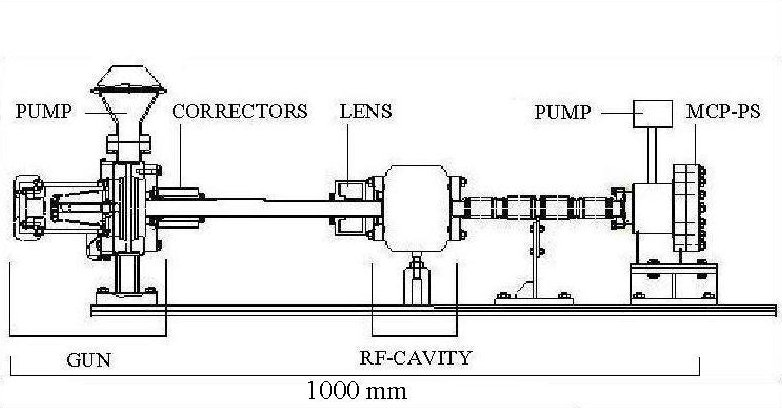 PUMP
CORRECTORS
LENS
PUMP
MCP-PS
GUN
RF-CAVITY
1000 mm